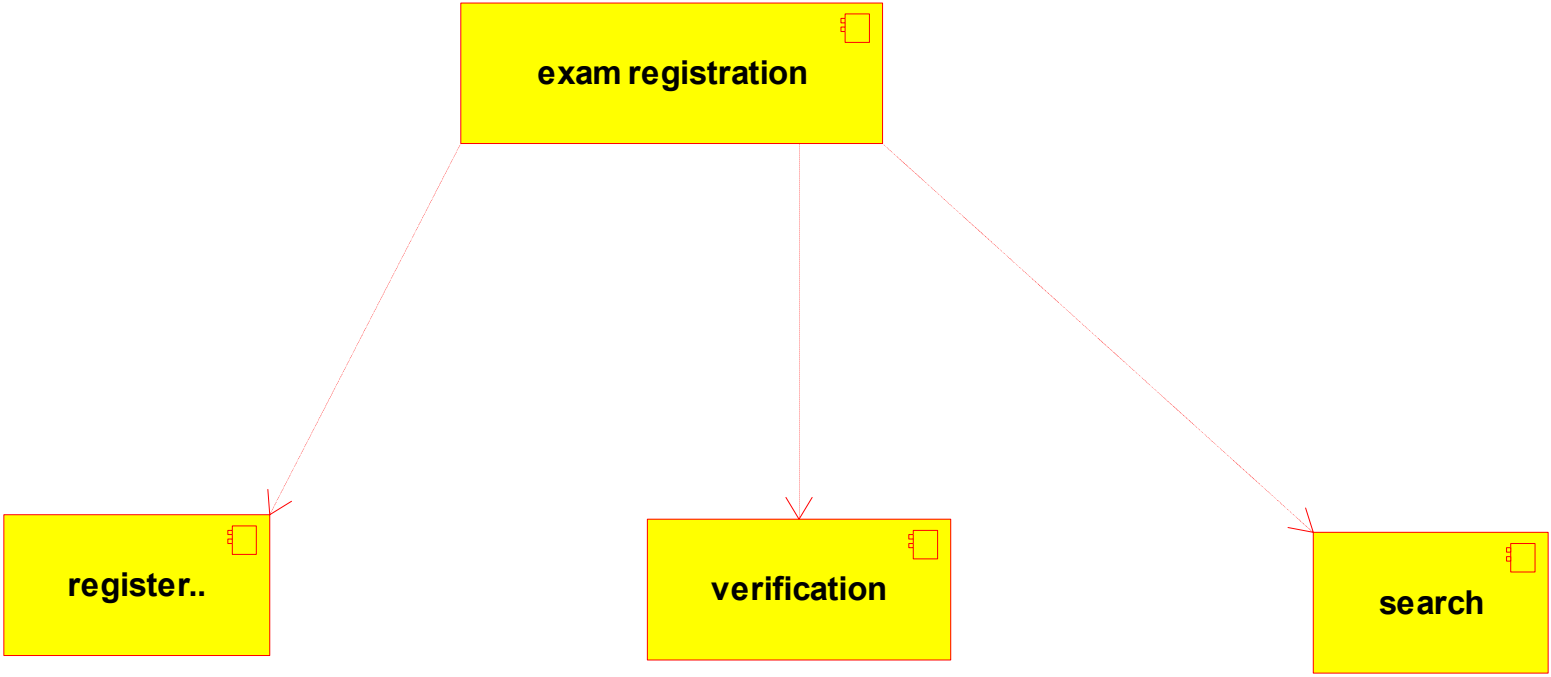 exam registration
register..
verification
search